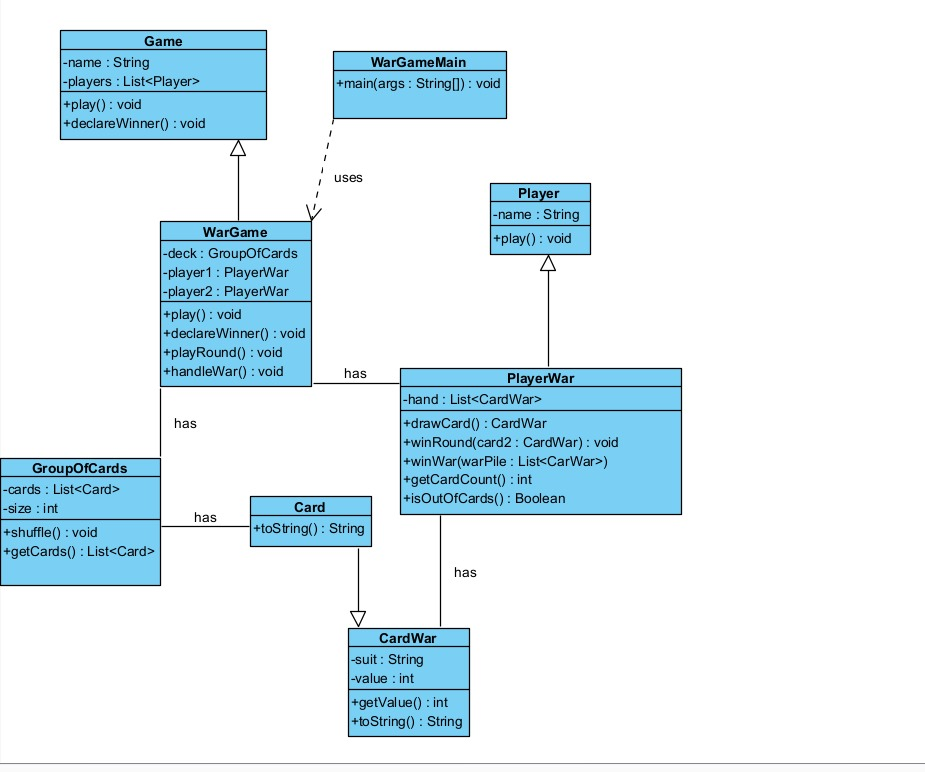 Game
-name : String
-players : List<Player>
+play() : void
+declareWinner() : void
WarGameMain
+main(args : String[]) : void
uses
Player
-name : String
+play() : void
WarGame
-deck : GroupOfCards
-player1 : PlayerWar
-player2 : PlayerWar
+play() : void
+declareWinner() : void
+playRound() : void
+handleWar() : void
has
PlayerWar
-hand : List<CardWar>
+drawCard() : CardWar
+winRound(card2 : CardWar) : void
+winWar(warPile : List<CarWar>)
+getCardCount() : int
+isOutOfCards() : Boolean
has
GroupOfCards
-cards : List<Card>
-size : int
+shuffle() : void
+getCards() : List<Card>
has
Card
+toString() : String
has
CardWar
-suit : String
-value : int
+getValue() : int
+toString() : String